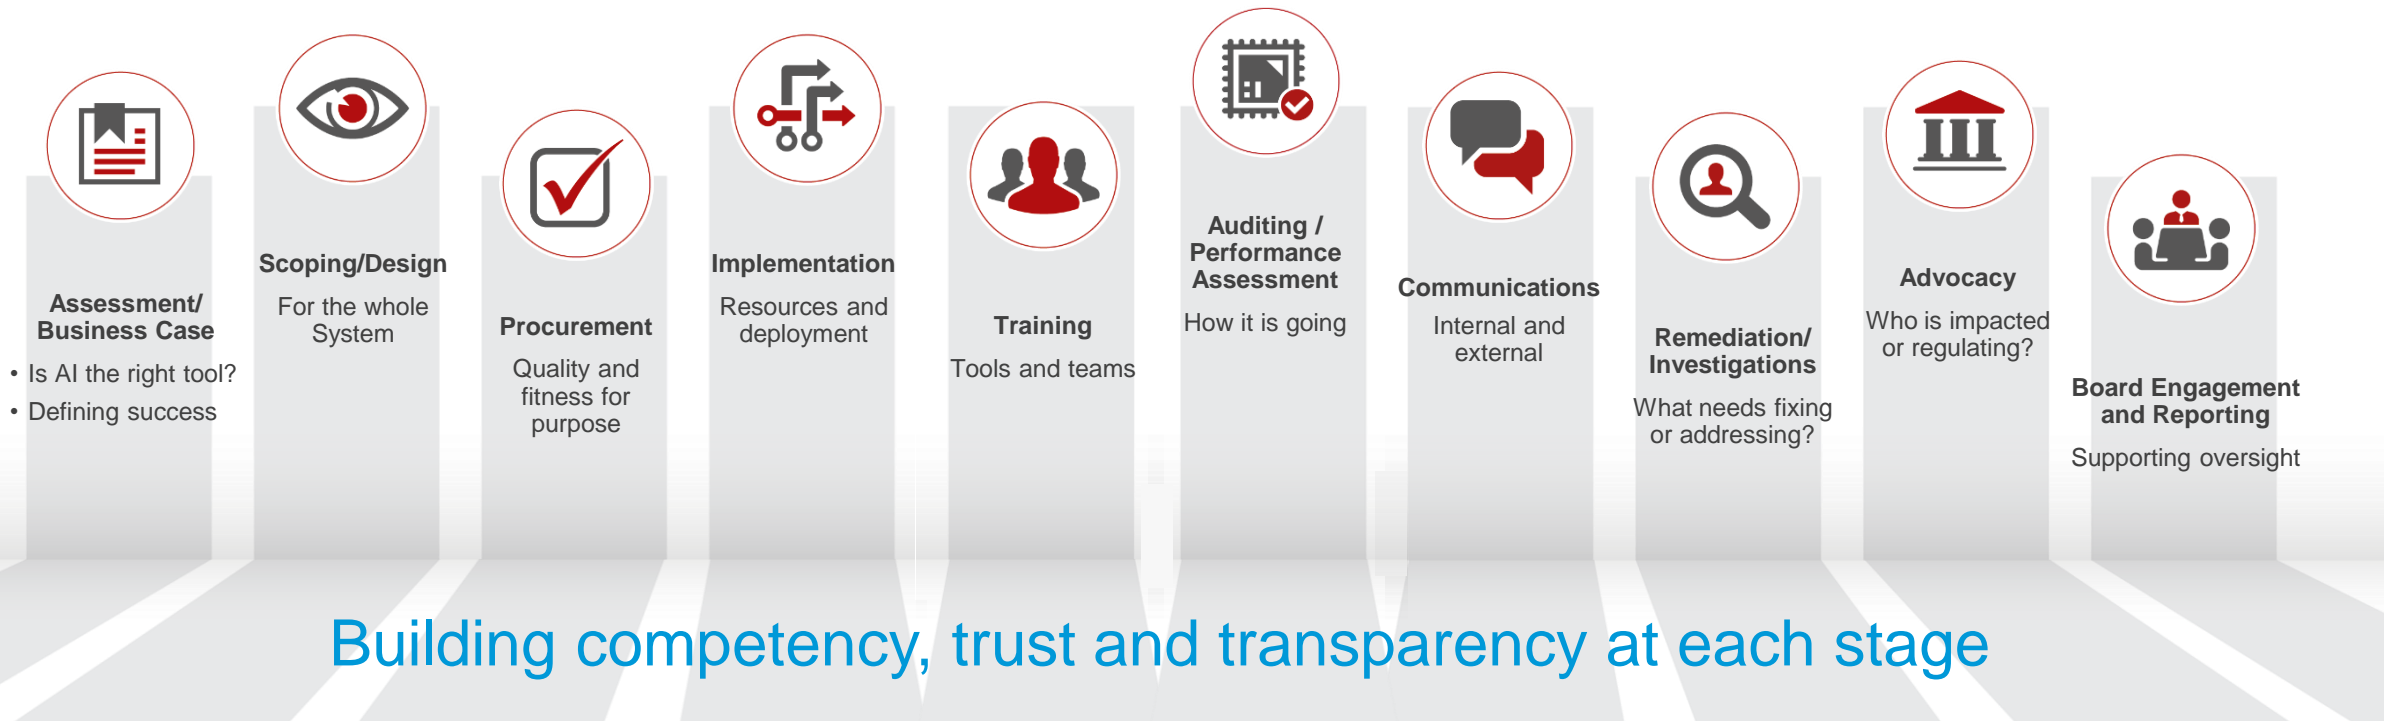 Assessment/
Business Case
• Is AI the right tool?
• Defining success
Scoping/Design
For the whole
System
Procurement
Quality and
fitness for
purpose
Implementation
Resources and
deployment
Training
Tools and teams
Auditing /
Performance
Assessment
How it is going
Communications
Internal and
external
Remediation/
Investigations
What needs fixing
or addressing?
Advocacy
Who is impacted
or regulating?
Board Engagement
and Reporting
Supporting oversight
Building competency, trust and transparency at each stage